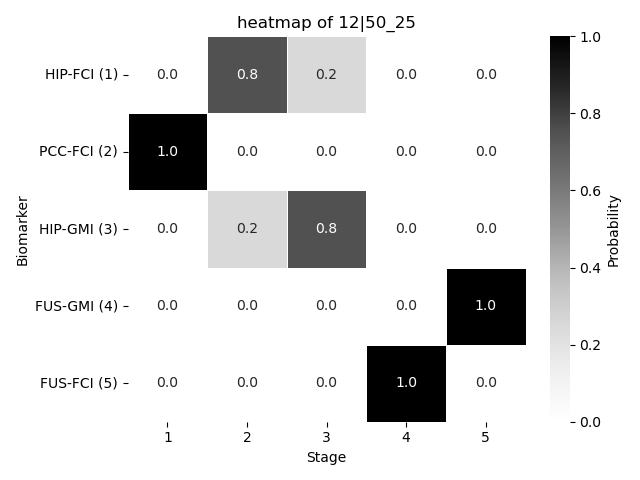 heatmap of 12|50_25
Biomarker
HIP-FCI (1) 0.0 0.8 0.2 0.0 0.0
PCC-FCI (2) 1.0 0.0 0.0 0.0 0.0
HIP-GMI (3) 0.0 0.2 0.8 0.0 0.0
FUS-GMI (4) 0.0 0.0 0.0 0.0 1.0
FUS-FCI (5) 0.0 0.0 0.0 1.0 0.0
1 2 3 4 5
Stage
1.0
0.8
0.6
0.4
0.2
0.0
Probability